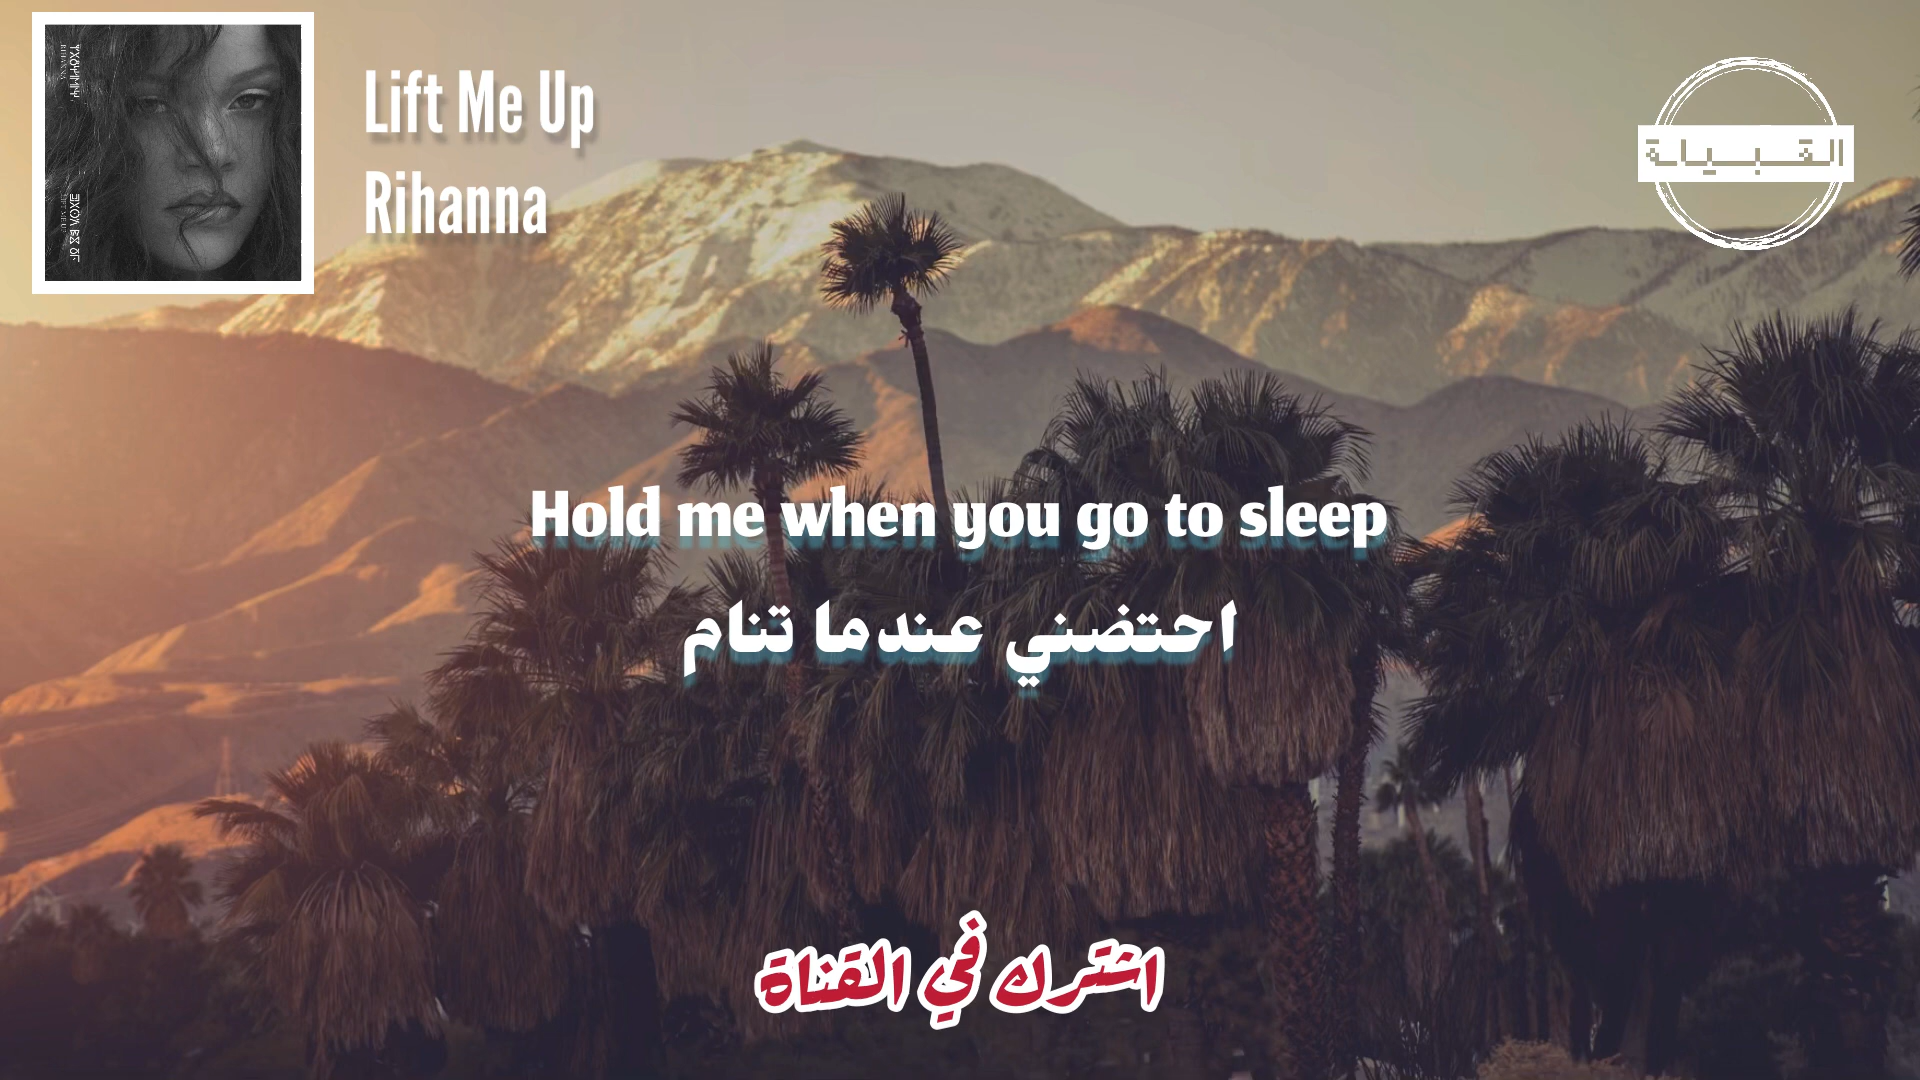 Lift Me Up
Rihanna
القبيلة
Hold me when you go to sleep
احتضني عندما تنام
اشترك في القناة